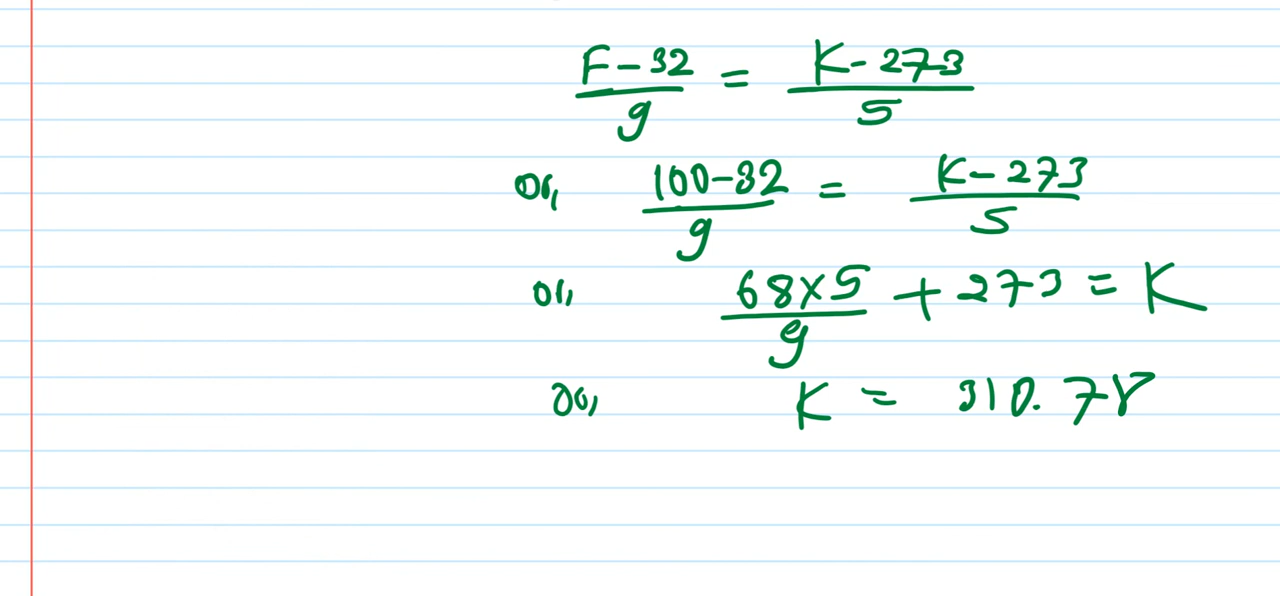 F-32/9 = K-273/5
or, 100-32/9 = K-273/5
or, 68×5/9 + 273 = K
or, K = 310.78